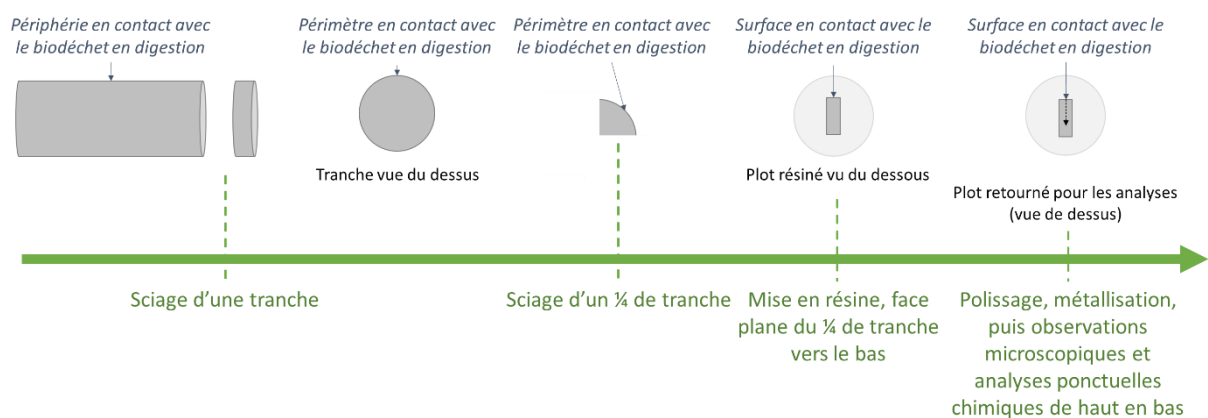 Périphérie en contact avec
le biodéchet en digestion
Périmètre en contact avec
le biodéchet en digestion
Périmètre en contact avec
le biodéchet en digestion
Surface en contact avec le
biodéchet en digestion
Surface en contact avec le
biodéchet en digestion
Tranche vue du dessus
Plot résiné vu du dessous
Plot retourné pour les analyses
(vue de dessus)
Sciage d'une tranche
Sciage d'un ¼ de tranche
Mise en résine, face
plane du ¼ de tranche
vers le bas
Polissage, métallisation,
puis observations
microscopiques et
analyses ponctuelles
chimiques de haut en bas